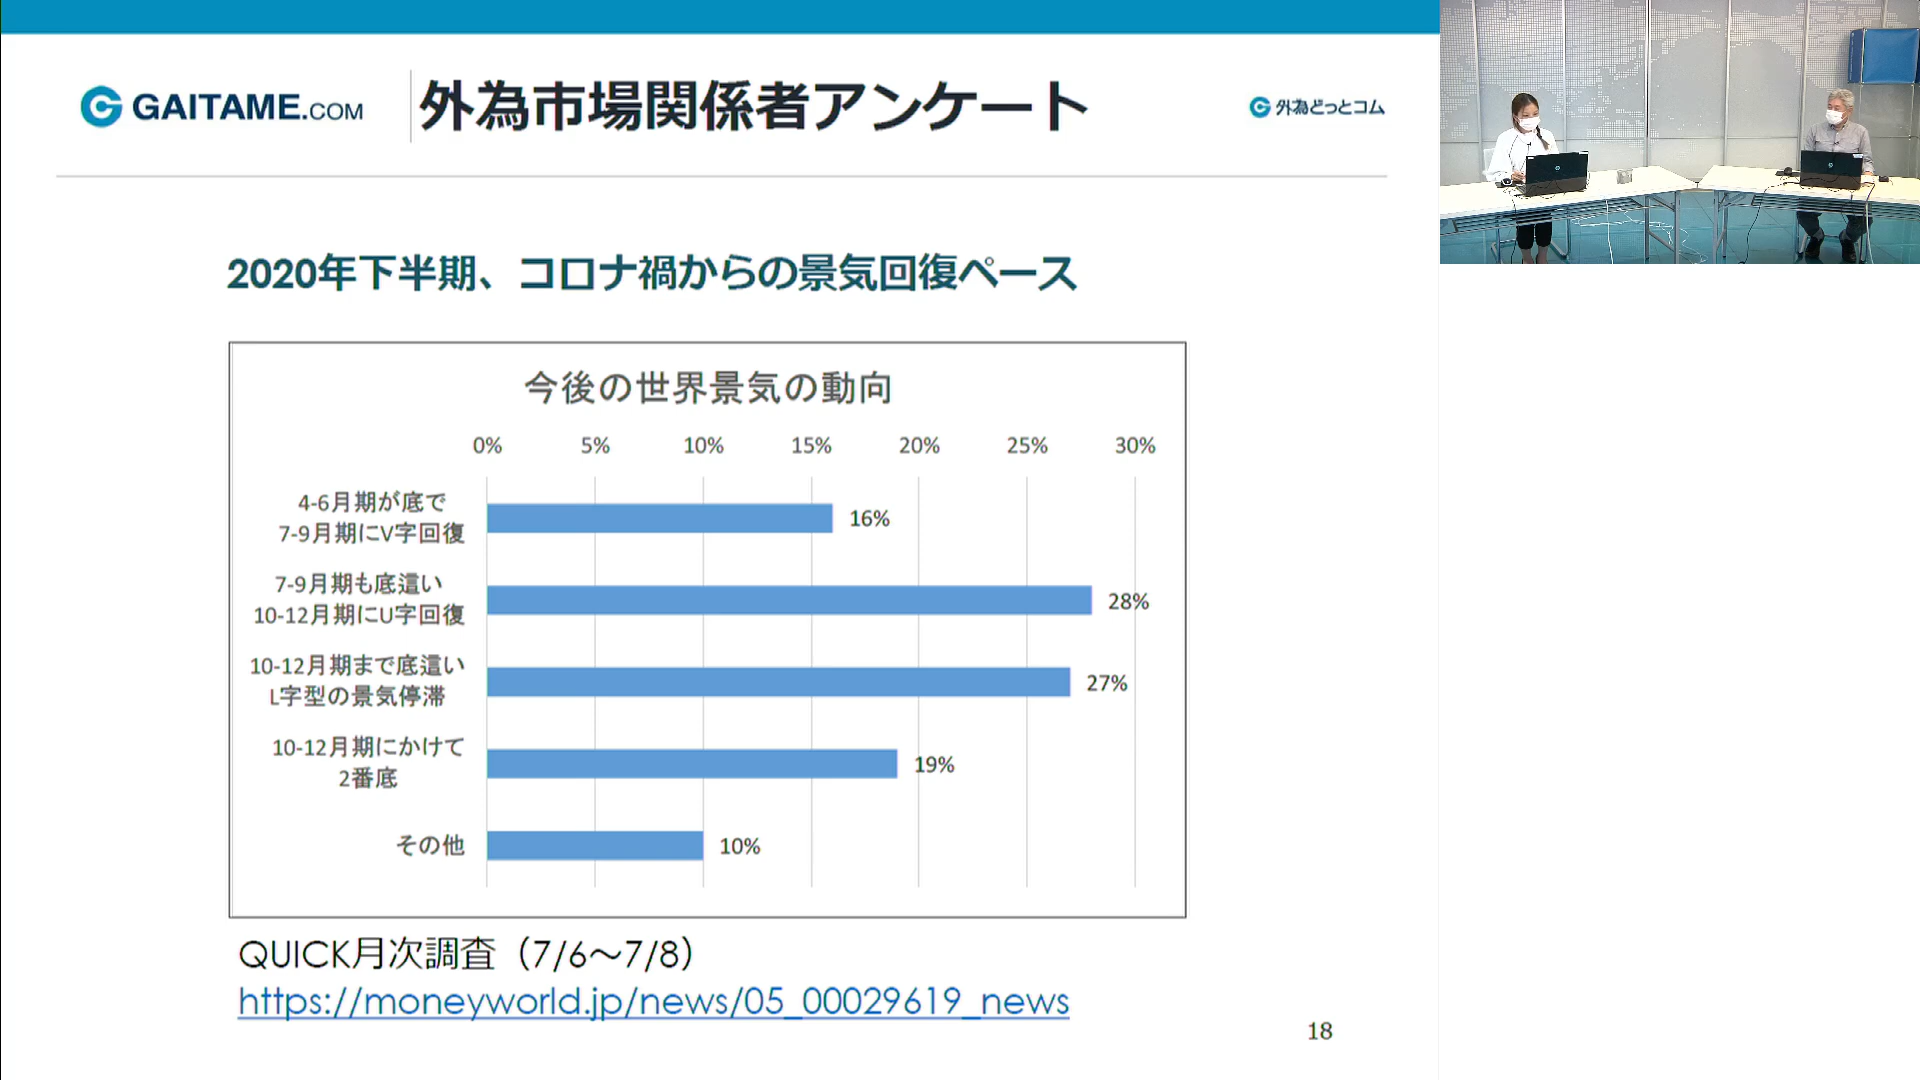 GAITAME.COM
外為市場関係者アンケート
外為どっとコム
2020年下半期、コロナ禍からの景気回復ペース
今後の世界景気の動向
0% 5% 10% 15% 20% 25% 30%
4-6月期が底で
7-9月期にV字回復
16%
7-9月期も底這い
10-12月期にU字回復
28%
10-12月期まで底這い
L字型の景気停滞
27%
10-12月期にかけて
2番底
19%
その他
10%
QUICK月次調査（7/6～7/8）
https://moneyworld.jp/news/05_00029619_news
18